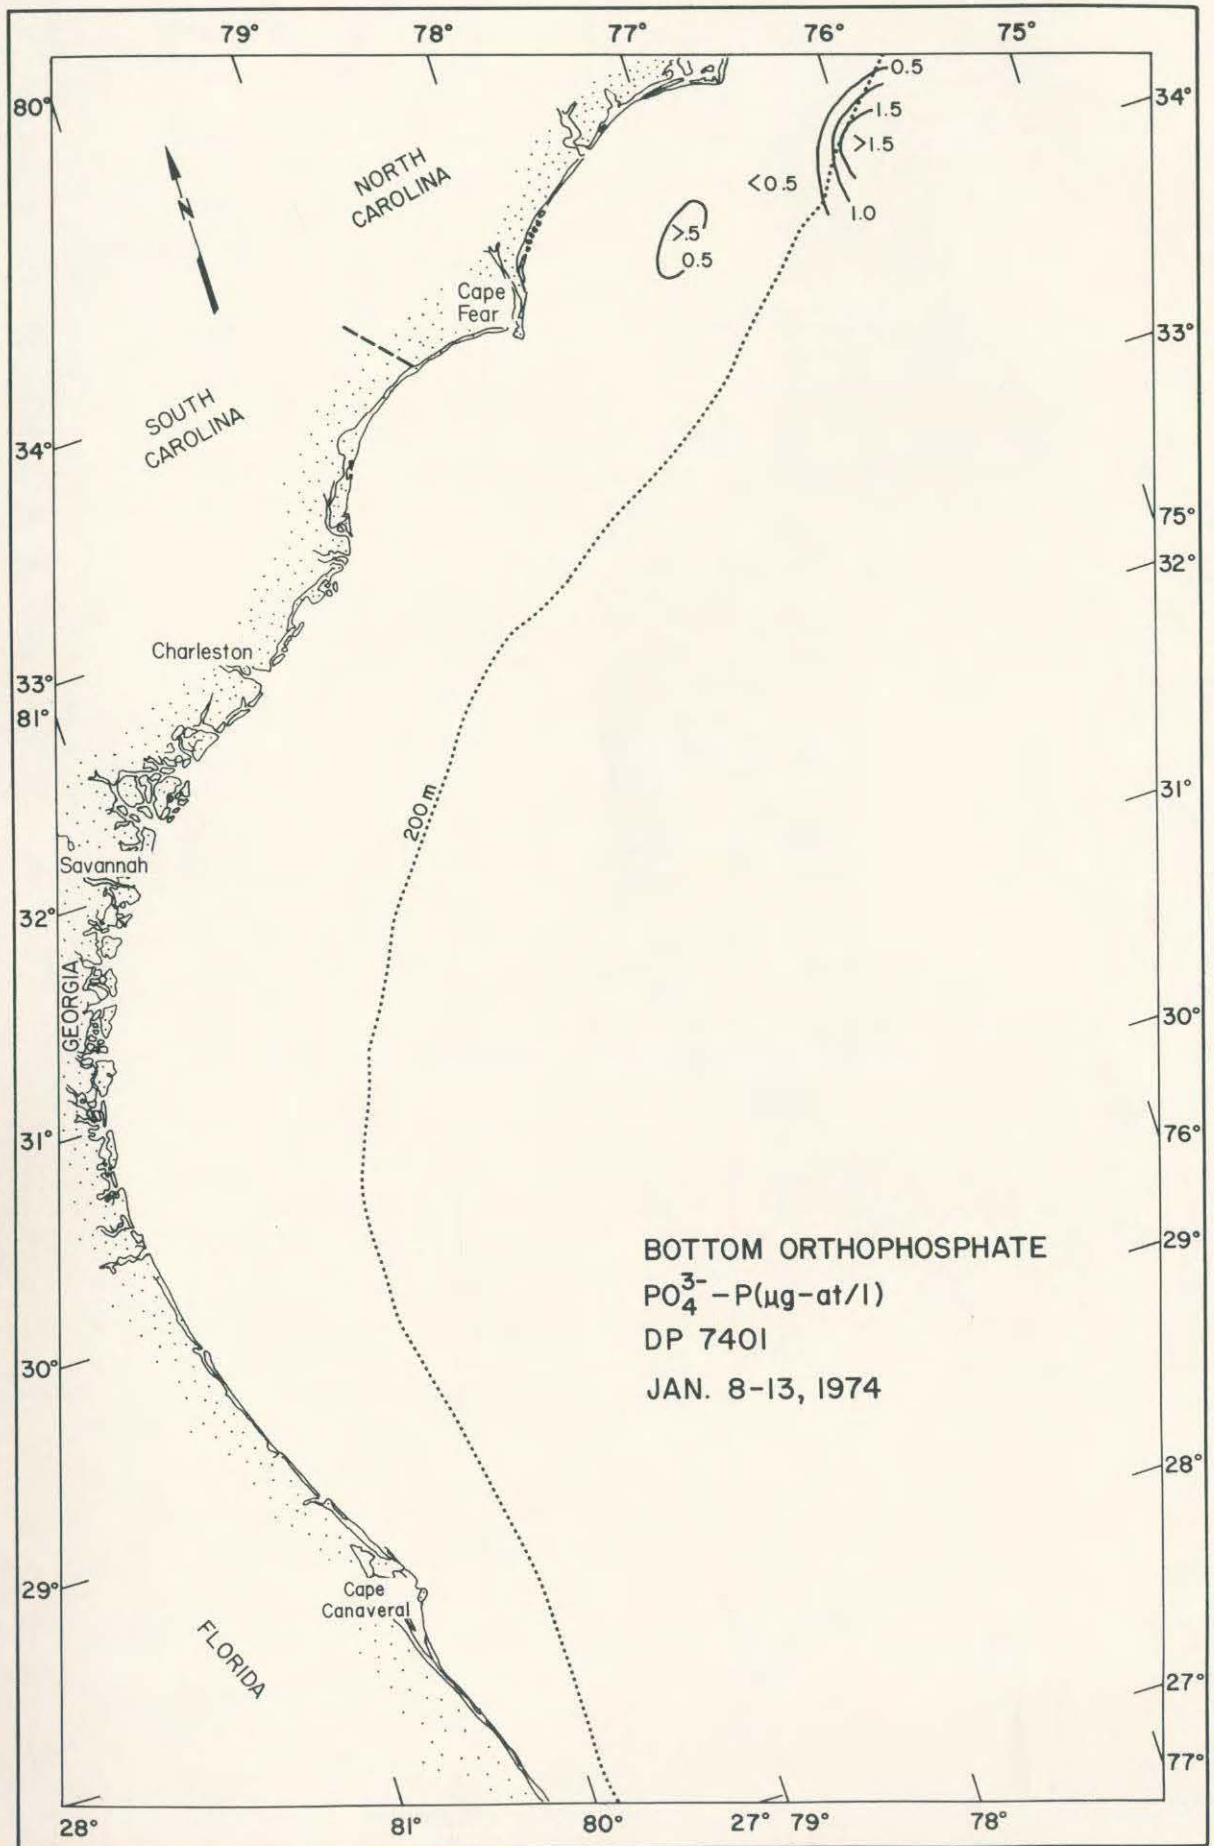 79° 78° 77° 76° 75°
80°
34°
0.5
1.5
>1.5
<0.5
1.0
>.5
0.5
N
NORTH
CAROLINA
Cape
Fear
33°
SOUTH
CAROLINA
34°
75°
32°
Charleston
33°
81°
31°
200 m
Savannah
32°
GEORGIA
30°
31°
76°
29°
BOTTOM ORTHOPHOSPHATE
PO₄³⁻-P(µg-at/l)
DP 7401
JAN. 8-13, 1974
30°
28°
29°
Cape
Canaveral
FLORIDA
27°
77°
28° 81° 80° 27° 79° 78°